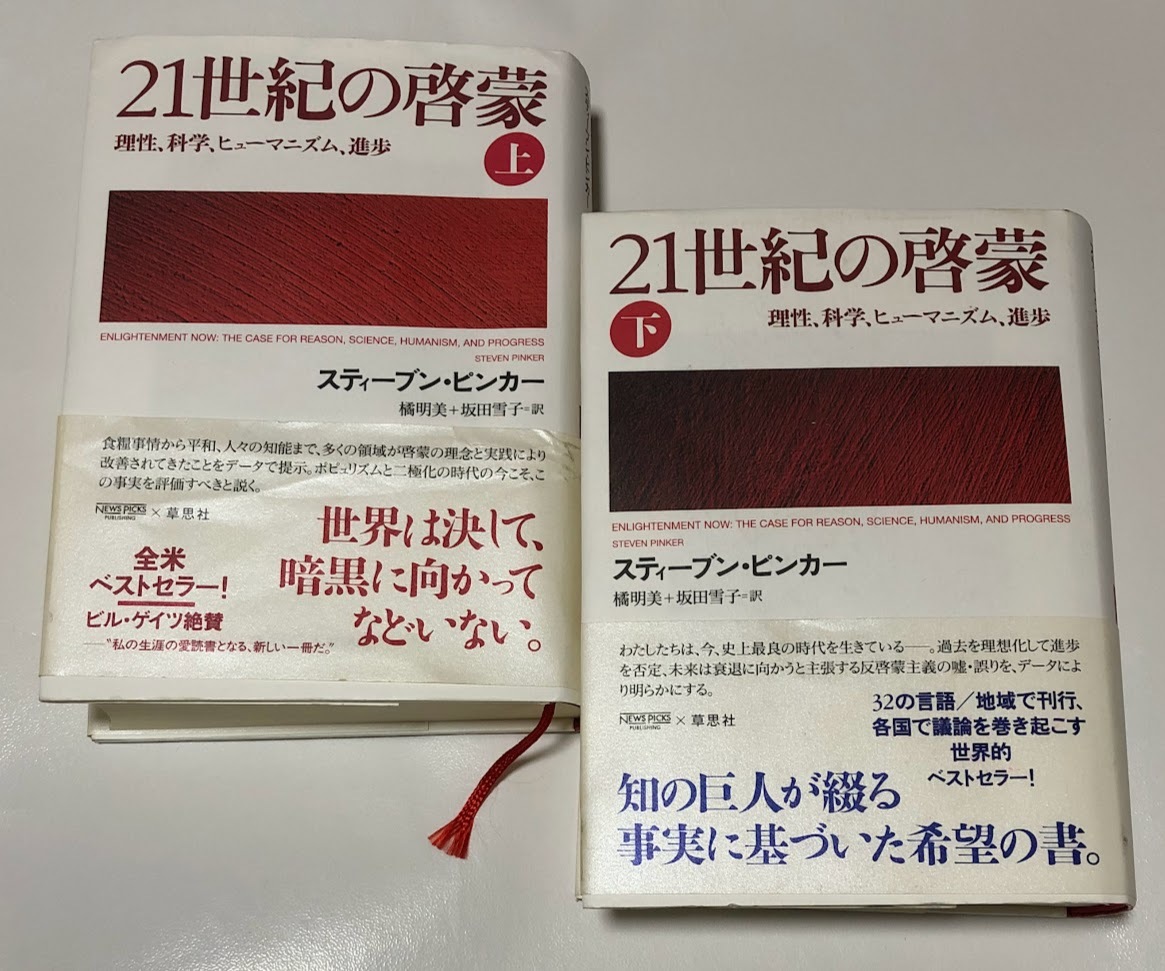 21世紀の啓蒙
理性、科学、ヒューマニズム、進歩
上
ENLIGHTENMENT NOW: THE CASE FOR REASON, SCIENCE, HUMANISM, AND PROGRESS
STEVEN PINKER
スティーブン・ピンカー
橘明美+坂田雪子=訳
食糧事情から平和、人々の知能まで、多くの領域が啓蒙の理念と実践により
改善されてきたことをデータで提示。ポピュリズムと二極化の時代の今こそ、こ
の事実を評価すべきと説く。
NEWS PICKS
PUBLISHING
×草思社
全米
ベストセラー!
ビル・ゲイツ絶賛
──“私の生涯の愛読書となる、新しい一冊だ。”
世界は決して、
暗黒に向かって
などいない。
21世紀の啓蒙
下
理性、科学、ヒューマニズム、進歩
ENLIGHTENMENT NOW: THE CASE FOR REASON, SCIENCE, HUMANISM, AND PROGRESS
STEVEN PINKER
スティーブン・ピンカー
橘明美+坂田雪子=訳
わたしたちは、今、史上最良の時代を生きている──。過去を理想化して進歩
を否定、未来は衰退に向かうと主張する反啓蒙主義の嘘・誤りを、データによ
り明らかにする。
NEWS PICKS
PUBLISHING
×草思社
32の言語/地域で刊行、
各国で議論を巻き起こす
世界的
ベストセラー!
知の巨人が綴る
事実に基づいた希望の書。